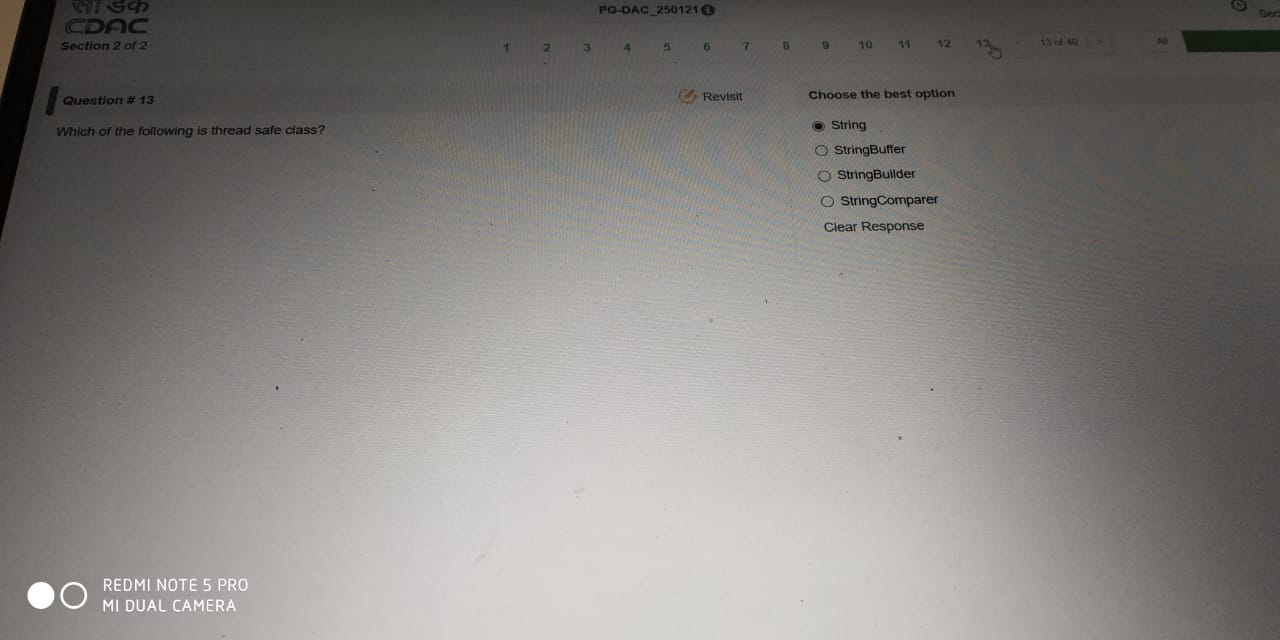 सी डैक
CDAC
Section 2 of 2
PG-DAC_250121
Sec
1 2 3 4 5 6 7 8 9 10 11 12 13 < 13 of 40 > All
Question # 13
Revisit
Which of the following is thread safe class?
Choose the best option
String
StringBuffer
StringBuilder
StringComparer
Clear Response
REDMI NOTE 5 PRO
MI DUAL CAMERA